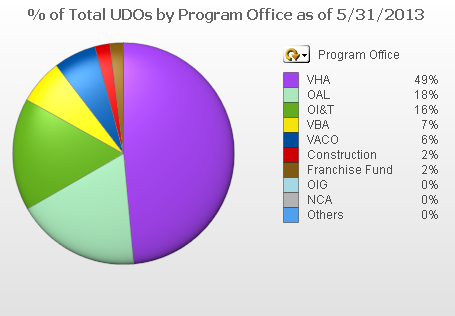 % of Total UDOs by Program Office as of 5/31/2013
Program Office
VHA 49%
OAL 18%
OI&T 16%
VBA 7%
VACO 6%
Construction 2%
Franchise Fund 2%
OIG 0%
NCA 0%
Others 0%